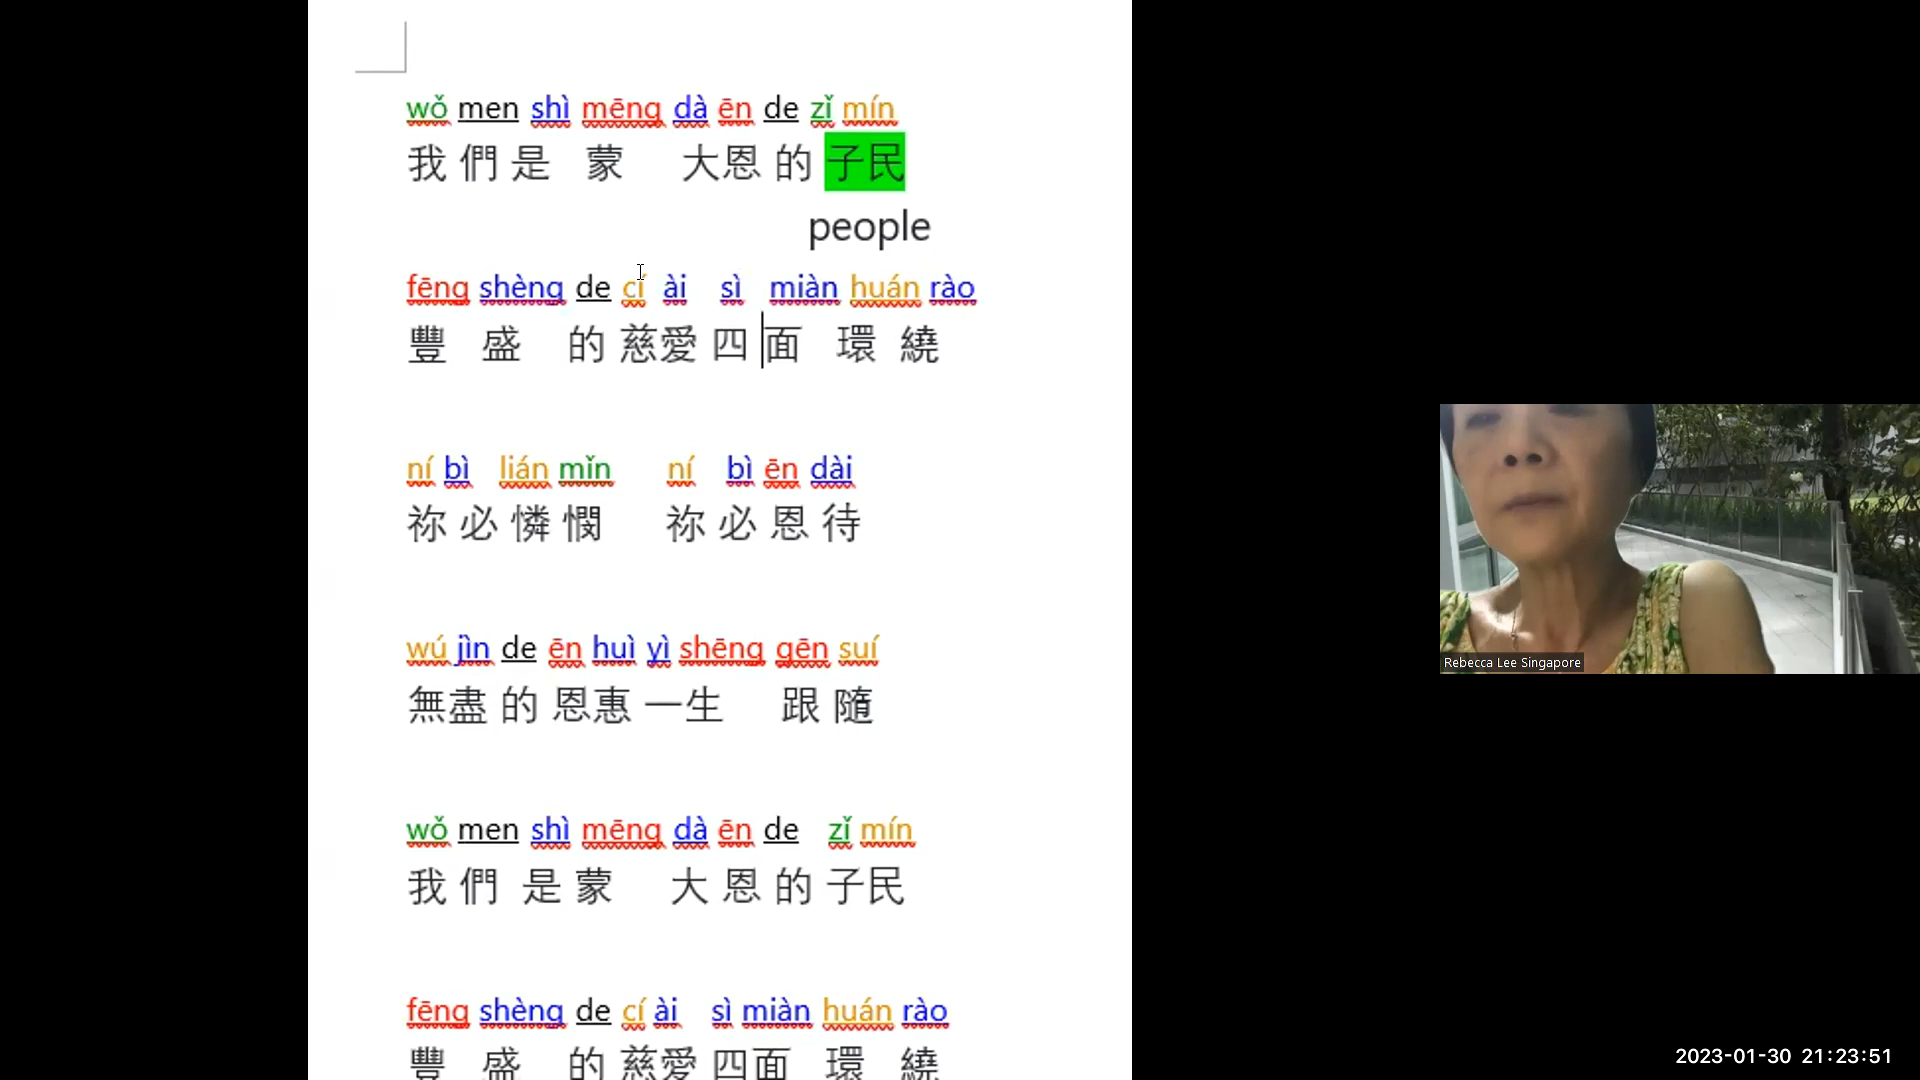 wǒ men shì mēng dà ēn de zǐ mín
我 們 是 蒙 大恩 的 子民
people
fēng shèng de cí ài sì miàn huán rào
豐 盛 的 慈愛 四 面 環 繞
ní bì lián mǐn ní bì ēn dài
祢 必 憐 憫 祢 必 恩 待
wú jìn de ēn huì yì shēng gēn suí
無盡 的 恩惠 一生 跟 隨
wǒ men shì mēng dà ēn de zǐ mín
我 們 是 蒙 大 恩 的 子民
fēng shèng de cí ài sì miàn huán rào
豐 盛 的 慈愛 四面 環 繞
Rebecca Lee Singapore
2023-01-30 21:23:51